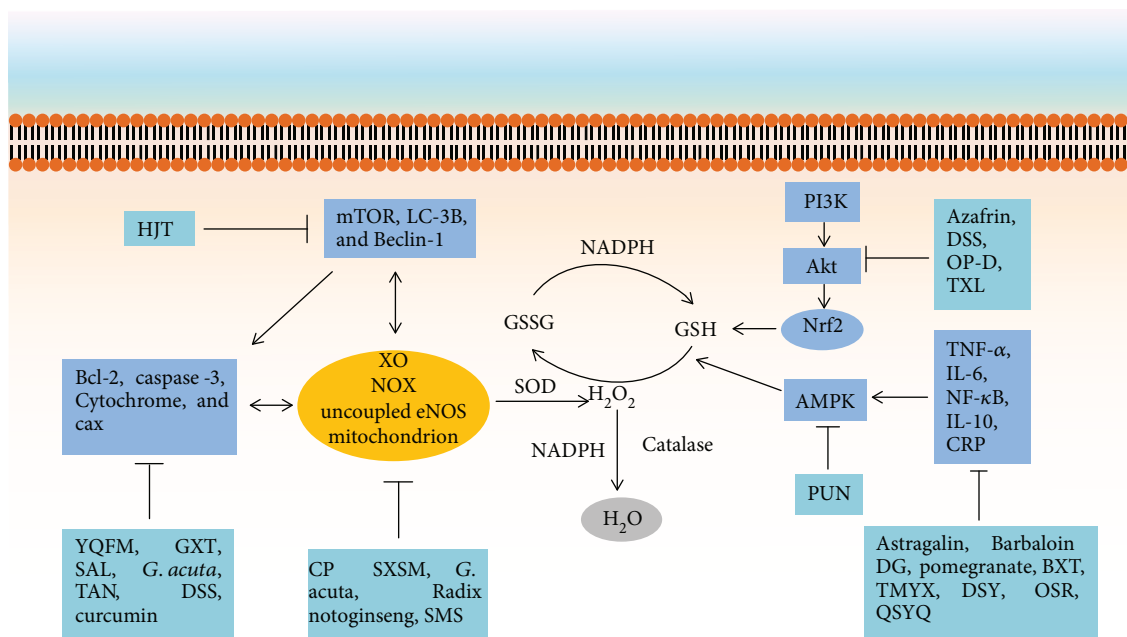 HJT
mTOR, LC-3B,
and Beclin-1
PI3K
Akt
Nrf2
Azafrin,
DSS,
OP-D,
TXL
NADPH
GSSG
GSH
Bcl-2, caspase -3,
Cytochrome, and
cax
XO
NOX
uncoupled eNOS
mitochondrion
SOD
H₂O₂
NADPH
Catalase
H₂O
AMPK
TNF-α,
IL-6,
NF-κB,
IL-10,
CRP
PUN
YQFM, GXT,
SAL, G. acuta,
TAN, DSS,
curcumin
CP SXSM, G.
acuta, Radix
notoginseng, SMS
Astragalin, Barbaloin
DG, pomegranate, BXT,
TMYX, DSY, OSR,
QSYQ